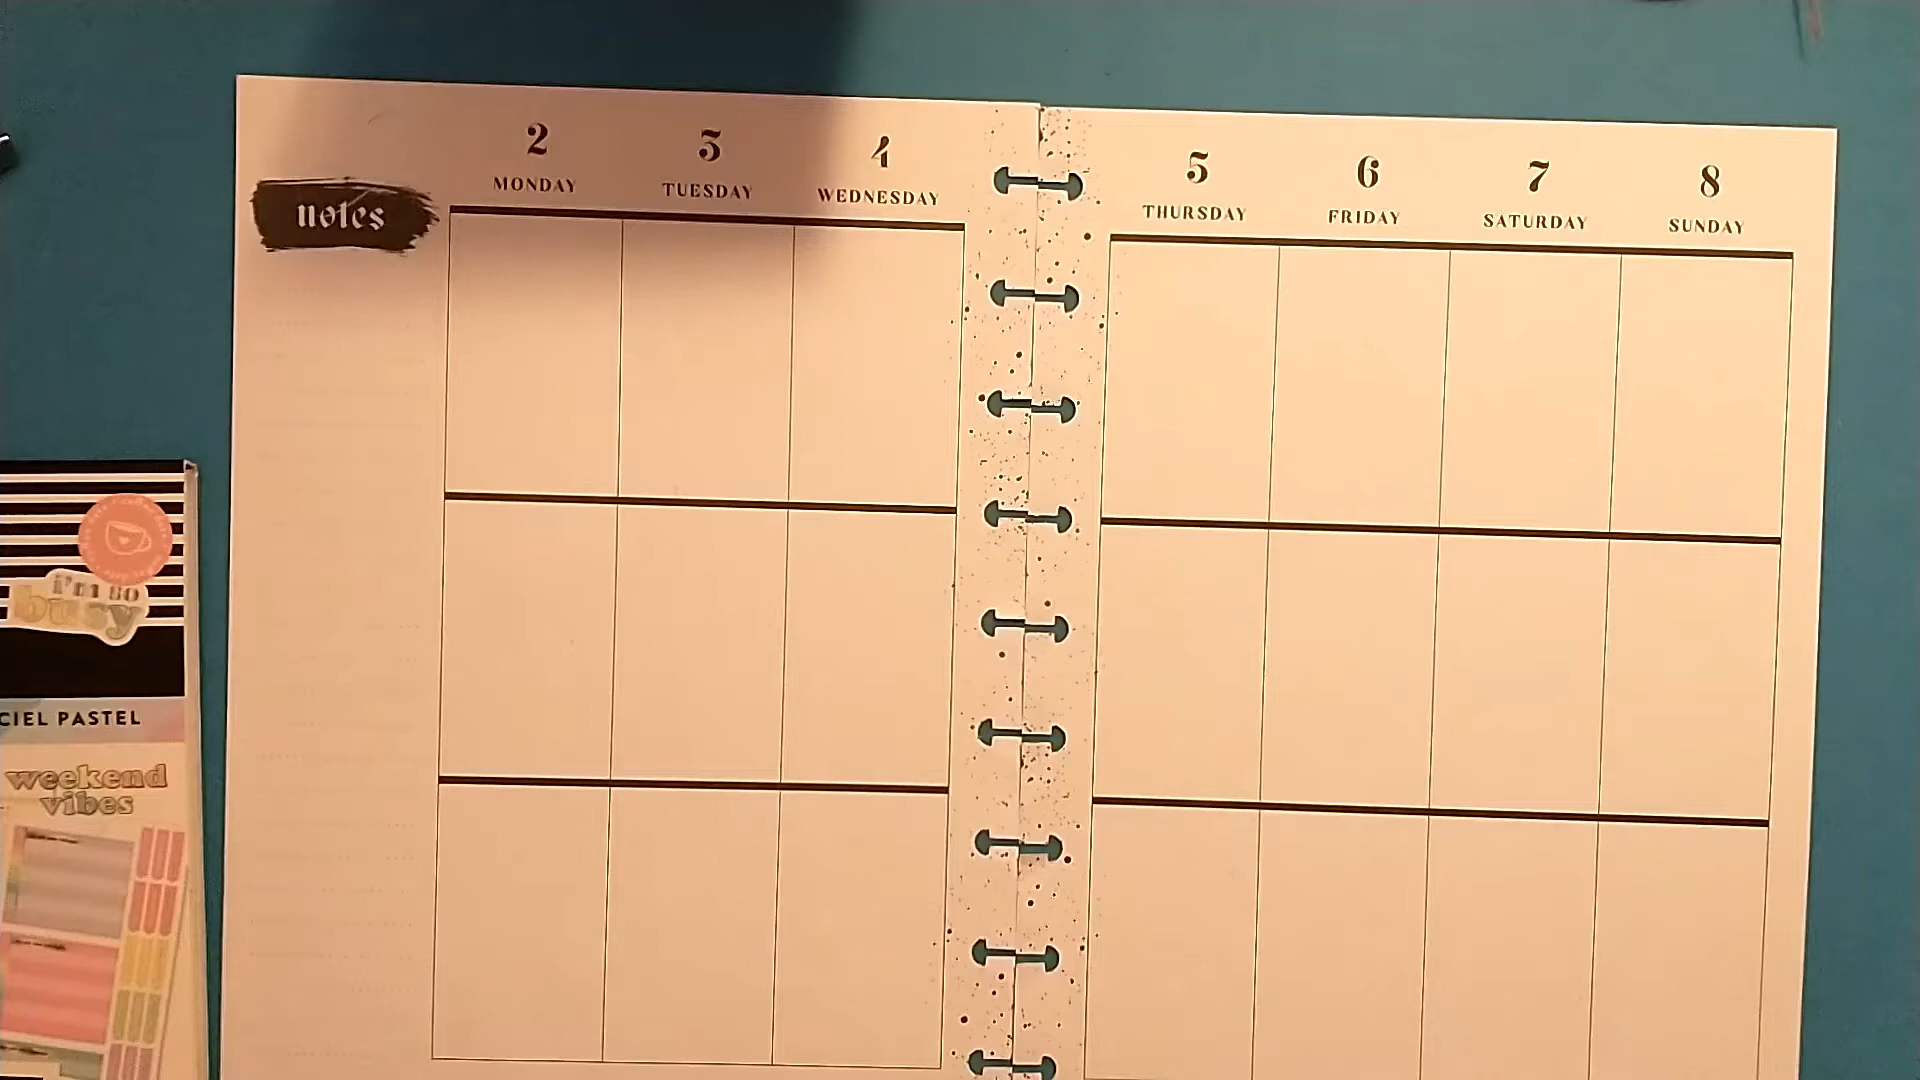 2
MONDAY
3
TUESDAY
4
WEDNESDAY
5
THURSDAY
6
FRIDAY
7
SATURDAY
8
SUNDAY
notes
i'm so
busy
CIEL PASTEL
weekend
vibes